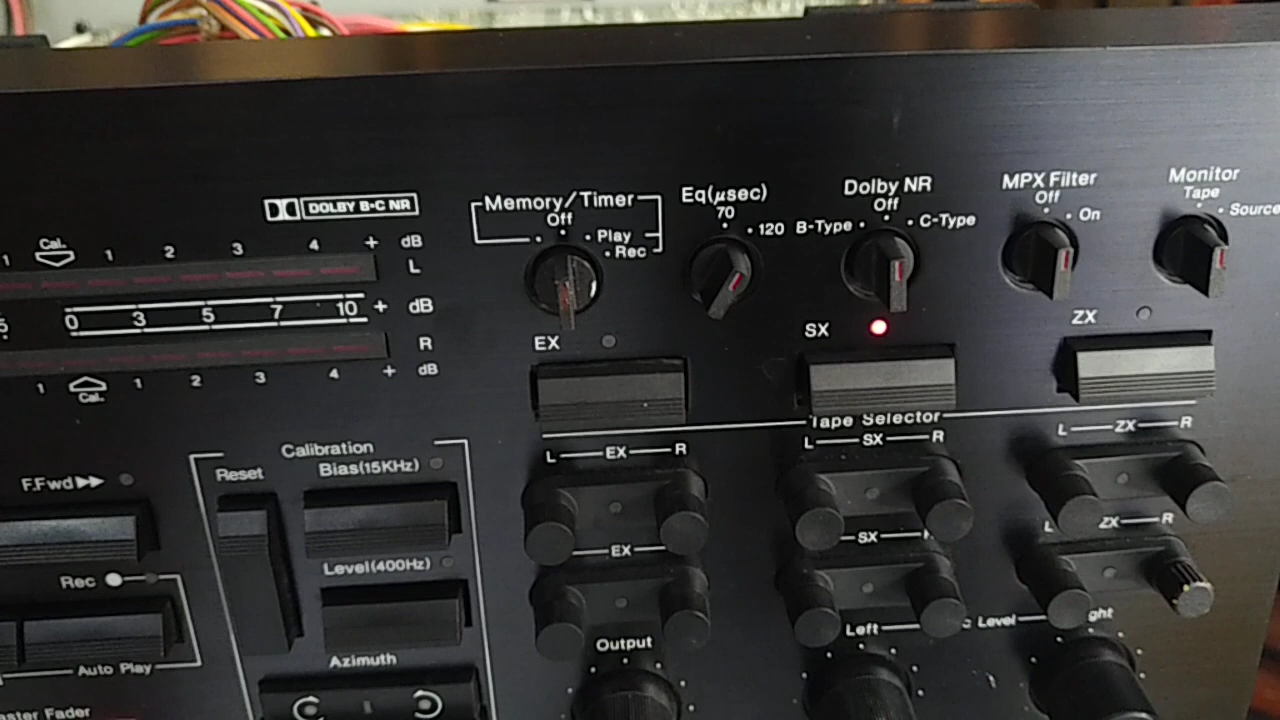 DOLBY B•C NR
Cal.
1 1 2 3 4 + dB
L
0 3 5 7 10 + dB
R
1 1 2 3 4 + dB
Cal.
Memory/Timer
Off
Play
Rec
Eq(µsec)
70
120
Dolby NR
Off
B-Type C-Type
MPX Filter
Off
On
Monitor
Tape
Source
EX
SX
ZX
Tape Selector
L EX R
L SX R
L ZX R
EX
SX
L ZX R
F.Fwd
Rec
Auto Play
Calibration
Reset
Bias(15KHz)
Level(400Hz)
Azimuth
Output
Left Level ght
Fader